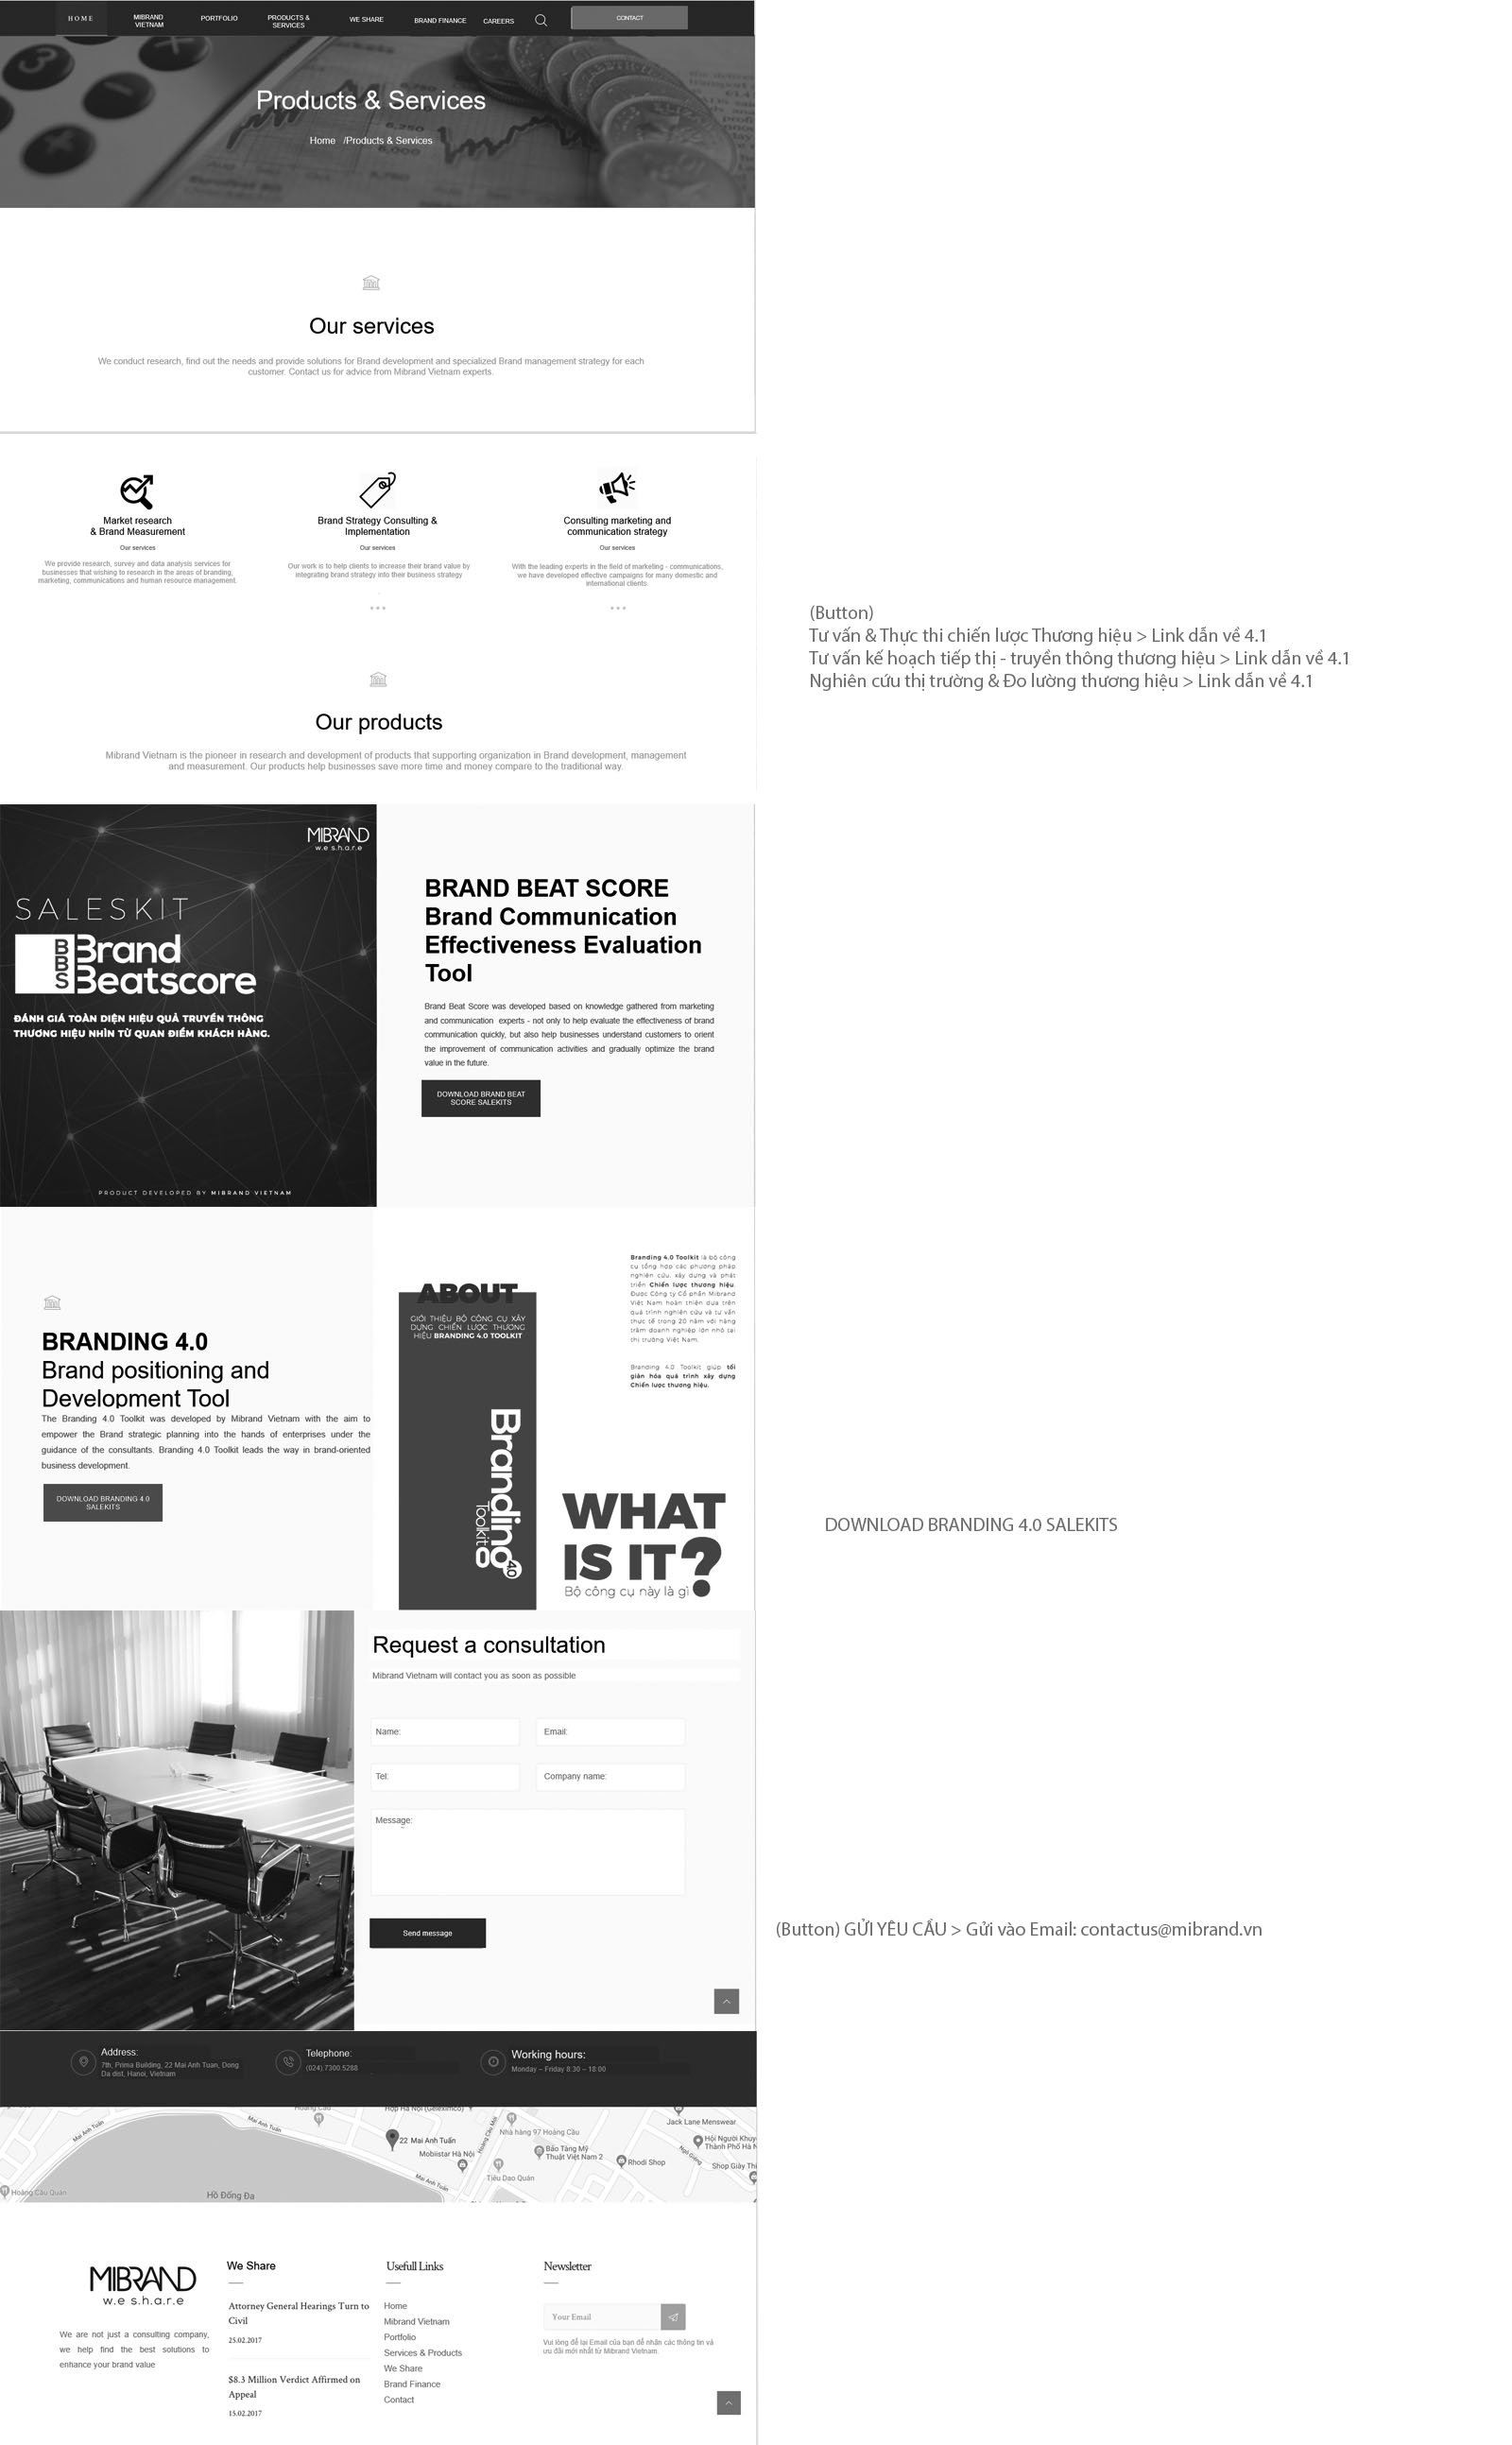 HOME
MIBRAND
VIETNAM
PORTFOLIO
PRODUCTS &
SERVICES
WE SHARE
BRAND FINANCE
CAREERS
CONTACT
Products & Services
Home /Products & Services
6,250
6,000
Our services
We conduct research, find out the needs and provide solutions for Brand development and specialized Brand management strategy for each
customer. Contact us for advice from Mibrand Vietnam experts.
Market research
& Brand Measurement
Our services
We provide research, survey and data analysis services for
businesses that wishing to research in the areas of branding,
marketing, communications and human resource management.
Brand Strategy Consulting &
Implementation
Our services
Our work is to help clients to increase their brand value by
integrating brand strategy into their business strategy
Consulting marketing and
communication strategy
Our services
With the leading experts in the field of marketing - communications,
we have developed effective campaigns for many domestic and
international clients.
(Button)
Tư vấn & Thực thi chiến lược Thương hiệu > Link dẫn về 4.1
Tư vấn kế hoạch tiếp thị - truyền thông thương hiệu > Link dẫn về 4.1
Nghiên cứu thị trường & Đo lường thương hiệu > Link dẫn về 4.1
Our products
Mibrand Vietnam is the pioneer in research and development of products that supporting organization in Brand development, management
and measurement. Our products help businesses save more time and money compare to the traditional way.
MIBRAND
w.e s.h.a.r.e
SALESKIT
BBS
Brand
Beatscore
ĐÁNH GIÁ TOÀN DIỆN HIỆU QUẢ TRUYỀN THÔNG
THƯƠNG HIỆU NHÌN TỪ QUAN ĐIỂM KHÁCH HÀNG.
PRODUCT DEVELOPED BY MIBRAND VIETNAM
BRAND BEAT SCORE
Brand Communication
Effectiveness Evaluation
Tool
Brand Beat Score was developed based on knowledge gathered from marketing
and communication experts - not only to help evaluate the effectiveness of brand
communication quickly, but also help businesses understand customers to orient
the improvement of communication activities and gradually optimize the brand
value in the future.
DOWNLOAD BRAND BEAT
SCORE SALEKITS
BRANDING 4.0
Brand positioning and
Development Tool
The Branding 4.0 Toolkit was developed by Mibrand Vietnam with the aim to
empower the Brand strategic planning into the hands of enterprises under the
guidance of the consultants. Branding 4.0 Toolkit leads the way in brand-oriented
business development.
DOWNLOAD BRANDING 4.0
SALEKITS
ABOUT
GIỚI THIỆU BỘ CÔNG CỤ XÂY
DỰNG CHIẾN LƯỢC THƯƠNG
HIỆU BRANDING 4.0 TOOLKIT
Branding 4.0
Toolkit
Branding 4.0 Toolkit là bộ công
cụ tổng hợp các phương pháp
nghiên cứu, xây dựng và phát
triển Chiến lược thương hiệu.
Được Công ty Cổ phần Mibrand
Việt Nam hoàn thiện dựa trên
quá trình nghiên cứu và tư vấn
thực tế trong 20 năm với hàng
trăm doanh nghiệp lớn nhỏ tại
thị trường Việt Nam.
Branding 4.0 Toolkit giúp tối
giản hóa quá trình xây dựng
Chiến lược thương hiệu.
WHAT
IS IT?
Bộ công cụ này là gì
DOWNLOAD BRANDING 4.0 SALEKITS
Request a consultation
Mibrand Vietnam will contact you as soon as possible
Name:
Email:
Tel:
Company name:
Message:
Send message
(Button) GỬI YÊU CẦU > Gửi vào Email: contactus@mibrand.vn
Address:
7th, Prima Building, 22 Mai Anh Tuan, Dong
Da dist, Hanoi, Vietnam
Telephone:
(024).7300.5288
Working hours:
Monday – Friday 8:30 – 18:00
Hoàng Cầu
Hợp Hà Nội (Geleximco)
Mai Anh Tuấn
Mai Anh Tuấn
22 Mai Anh Tuấn
Mobiistar Hà Nội
Hoàng Cầu Mới
Nhà hàng 97 Hoàng Cầu
Bảo Tàng Mỹ
Thuật Việt Nam 2
Tiêu Dao Quán
Mai Anh Tuấn
Rhodi Shop
Jack Lane Menswear
Hội Người Khuy
Thành Phố Hà N
Shop Giày Thi
Hoàng Cầu Quán
Hồ Đống Đa
MIBRAND
w.e s.h.a.r.e
We are not just a consulting company,
we help find the best solutions to
enhance your brand value
We Share
Attorney General Hearings Turn to
Civil
25.02.2017
$8.3 Million Verdict Affirmed on
Appeal
15.02.2017
Usefull Links
Home
Mibrand Vietnam
Portfolio
Services & Products
We Share
Brand Finance
Contact
Newsletter
Your Email
Vui lòng để lại Email của bạn để nhận các thông tin và
ưu đãi mới nhất từ Mibrand Vietnam.